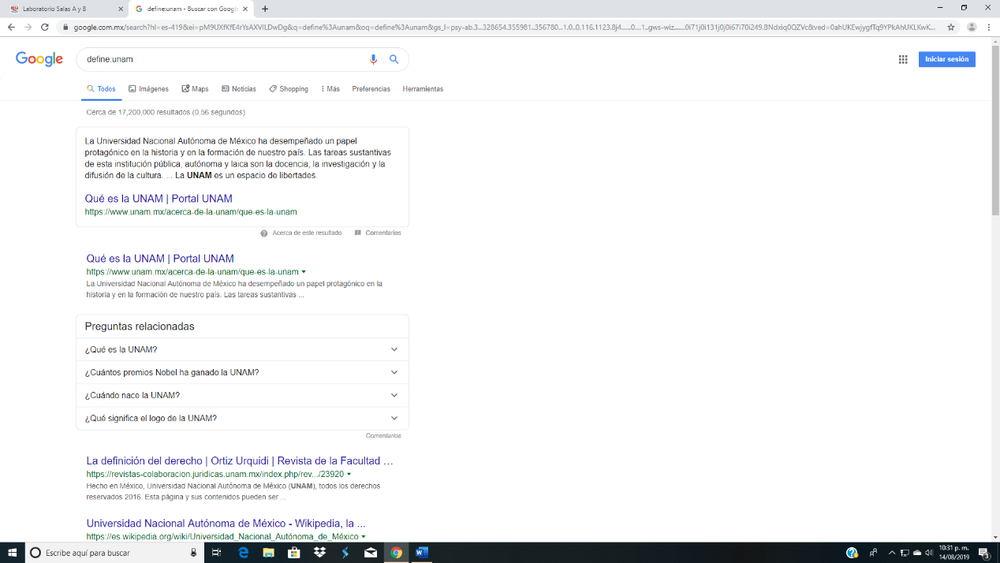 Laboratorio Salas A y B
define:unam - Buscar con Google
google.com.mx/search?hl=es-419&ei=pM9UXfKfE4rYsAXVlLDwDg&q=define%3Aunam&oq=define%3Aunam&gs_l=psy-ab.3...328654.355981..356780...1.0..0.116.1123.8j4......0....1..gws-wiz.......0i71j0i131j0j0i67i70i249.BNdxiq0QZVc&ved=0ahUKEwjygfTq9YPkAhUKLKwK...
Google
define:unam
Iniciar sesión
Todos Imágenes Maps Noticias Shopping Más Preferencias Herramientas
Cerca de 17,200,000 resultados (0.56 segundos)
La Universidad Nacional Autónoma de México ha desempeñado un papel
protagónico en la historia y en la formación de nuestro país. Las tareas sustantivas
de esta institución pública, autónoma y laica son la docencia, la investigación y la
difusión de la cultura. ... La UNAM es un espacio de libertades.
Qué es la UNAM | Portal UNAM
https://www.unam.mx/acerca-de-la-unam/que-es-la-unam
Acerca de este resultado Comentarios
Qué es la UNAM | Portal UNAM
https://www.unam.mx/acerca-de-la-unam/que-es-la-unam
La Universidad Nacional Autónoma de México ha desempeñado un papel protagónico en la
historia y en la formación de nuestro país. Las tareas sustantivas ...
Preguntas relacionadas
¿Qué es la UNAM?
¿Cuántos premios Nobel ha ganado la UNAM?
¿Cuándo nace la UNAM?
¿Qué significa el logo de la UNAM?
Comentarios
La definición del derecho | Ortiz Urquidi | Revista de la Facultad ...
https://revistas-colaboracion.juridicas.unam.mx/index.php/rev.../23920
Hecho en México, Universidad Nacional Autónoma de México (UNAM), todos los derechos
reservados 2016. Esta página y sus contenidos pueden ser ...
Universidad Nacional Autónoma de México - Wikipedia, la ...
https://es.wikipedia.org/wiki/Universidad_Nacional_Autónoma_de_México
Escribe aquí para buscar
10:31 p. m.
14/08/2019
3